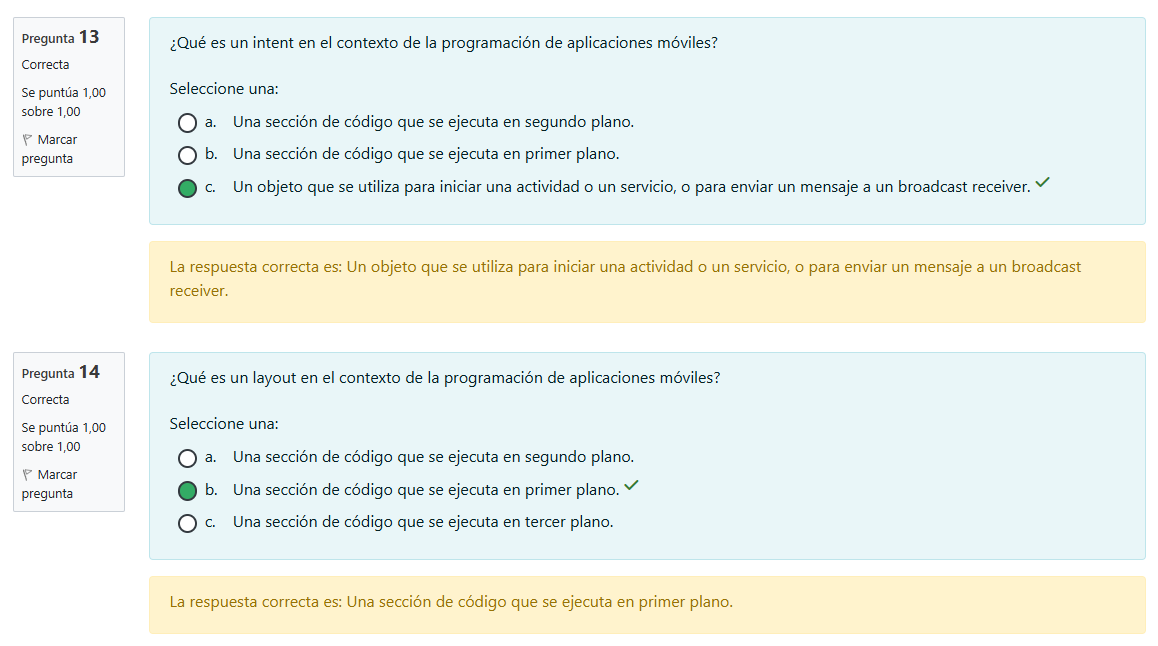 Pregunta 13
Correcta
Se puntúa 1,00
sobre 1,00
Marcar
pregunta
¿Qué es un intent en el contexto de la programación de aplicaciones móviles?
Seleccione una:
a. Una sección de código que se ejecuta en segundo plano.
b. Una sección de código que se ejecuta en primer plano.
c. Un objeto que se utiliza para iniciar una actividad o un servicio, o para enviar un mensaje a un broadcast receiver.
La respuesta correcta es: Un objeto que se utiliza para iniciar una actividad o un servicio, o para enviar un mensaje a un broadcast
receiver.
Pregunta 14
Correcta
Se puntúa 1,00
sobre 1,00
Marcar
pregunta
¿Qué es un layout en el contexto de la programación de aplicaciones móviles?
Seleccione una:
a. Una sección de código que se ejecuta en segundo plano.
b. Una sección de código que se ejecuta en primer plano.
c. Una sección de código que se ejecuta en tercer plano.
La respuesta correcta es: Una sección de código que se ejecuta en primer plano.